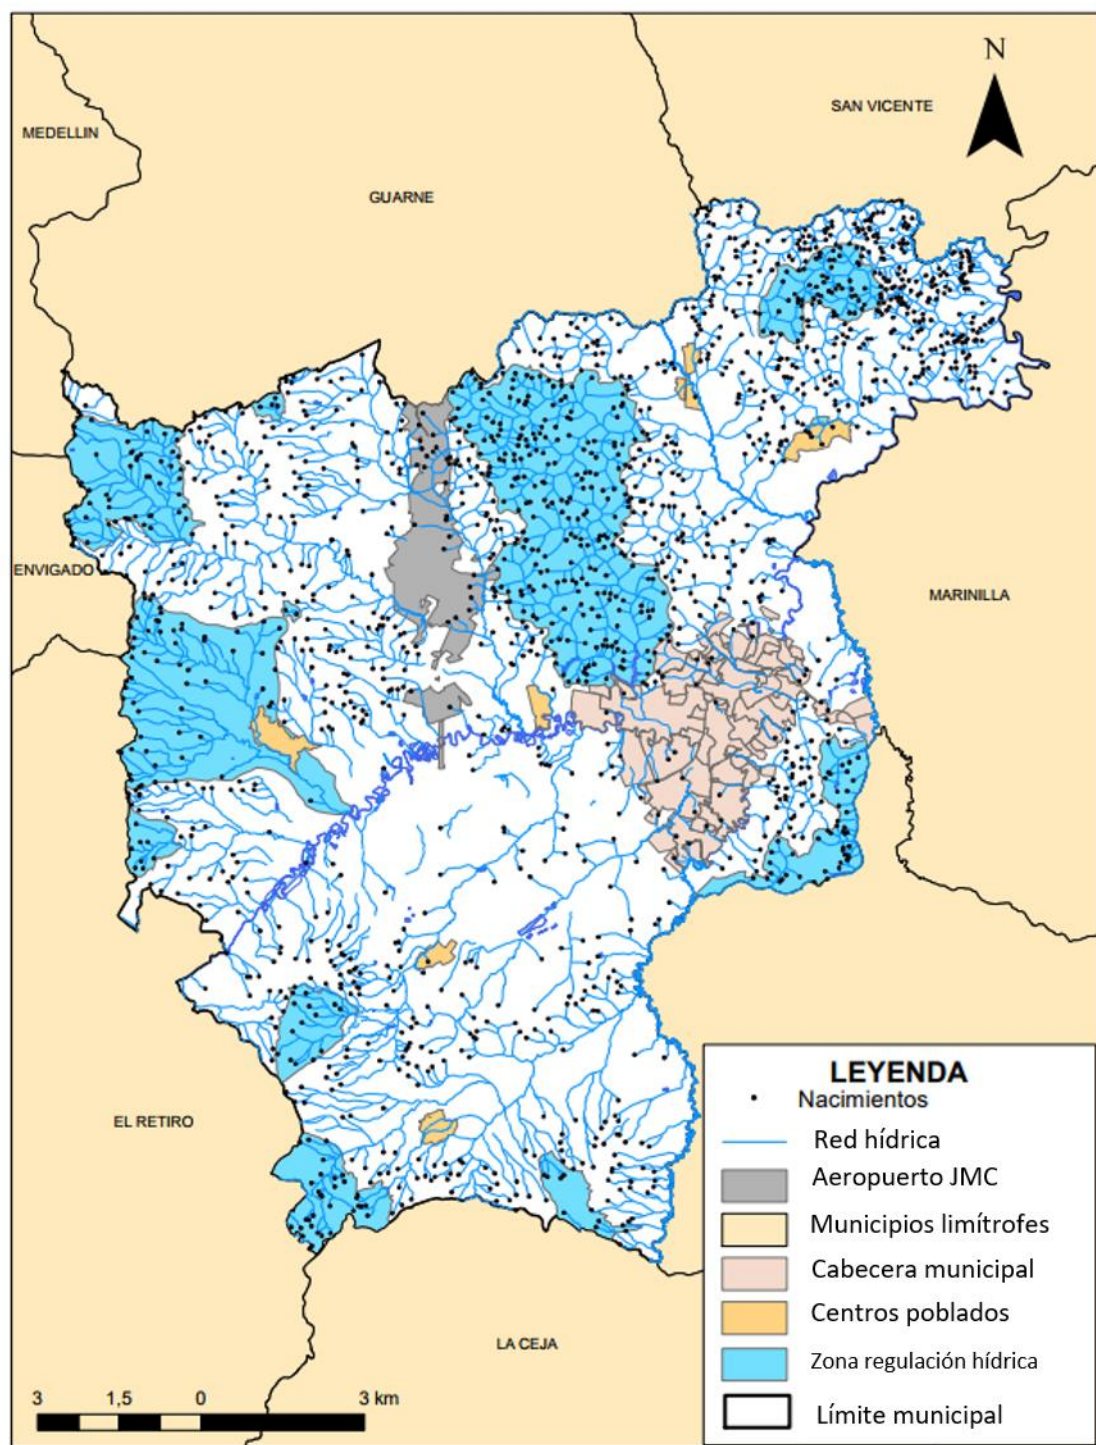 N
SAN VICENTE
MEDELLIN
GUARNE
ENVIGADO
MARINILLA
EL RETIRO
LA CEJA
LEYENDA
Nacimientos
Red hídrica
Aeropuerto JMC
Municipios limítrofes
Cabecera municipal
Centros poblados
Zona regulación hídrica
Límite municipal
3 1,5 0 3 km